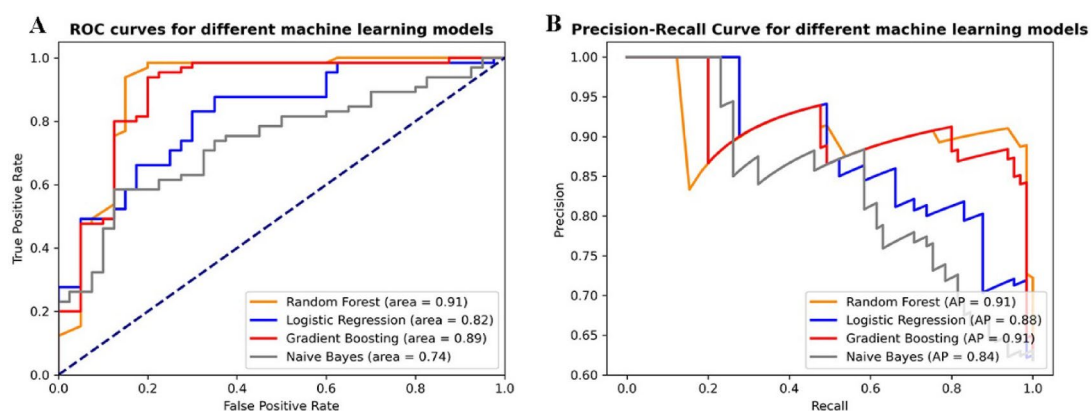 A
ROC curves for different machine learning models
True Positive Rate
1.0
0.8
0.6
0.4
0.2
0.0
Random Forest (area = 0.91)
Logistic Regression (area = 0.82)
Gradient Boosting (area = 0.89)
Naive Bayes (area = 0.74)
0.0 0.2 0.4 0.6 0.8 1.0
False Positive Rate
B
Precision-Recall Curve for different machine learning models
Precision
1.00
0.95
0.90
0.85
0.80
0.75
0.70
0.65
0.60
Random Forest (AP = 0.91)
Logistic Regression (AP = 0.88)
Gradient Boosting (AP = 0.91)
Naive Bayes (AP = 0.84)
0.0 0.2 0.4 0.6 0.8 1.0
Recall